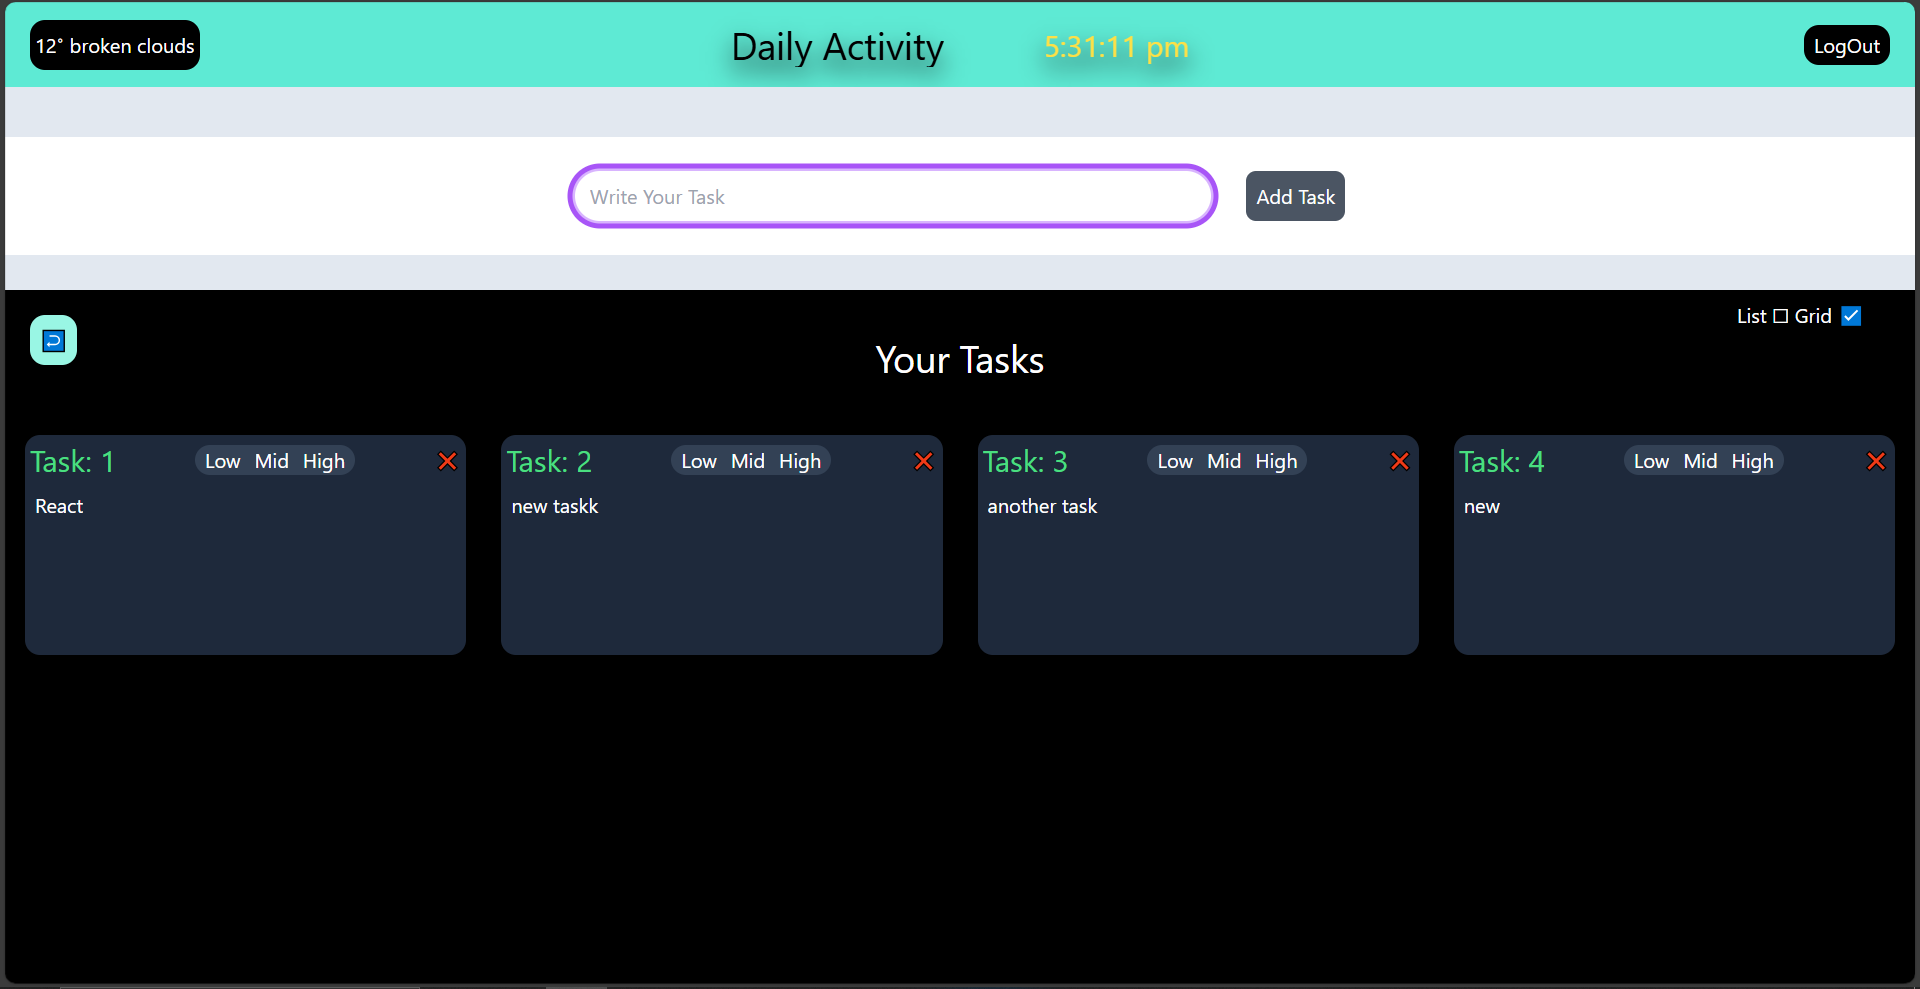 12° broken clouds
Daily Activity
5:31:11 pm
LogOut
Write Your Task
Add Task
List Grid
Your Tasks
Task: 1 Low Mid High
React
Task: 2 Low Mid High
new taskk
Task: 3 Low Mid High
another task
Task: 4 Low Mid High
new